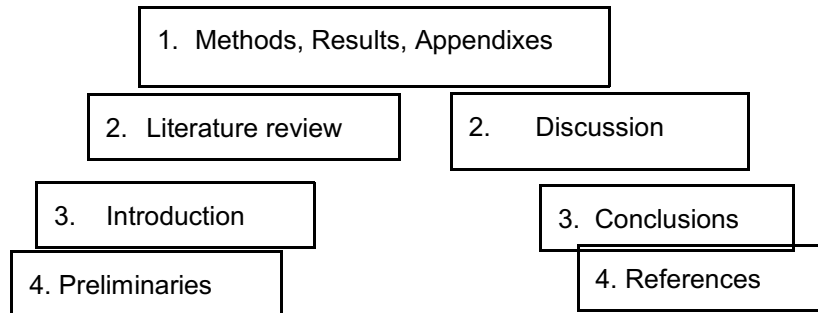 1. Methods, Results, Appendixes
2. Literature review
2. Discussion
3. Introduction
3. Conclusions
4. Preliminaries
4. References